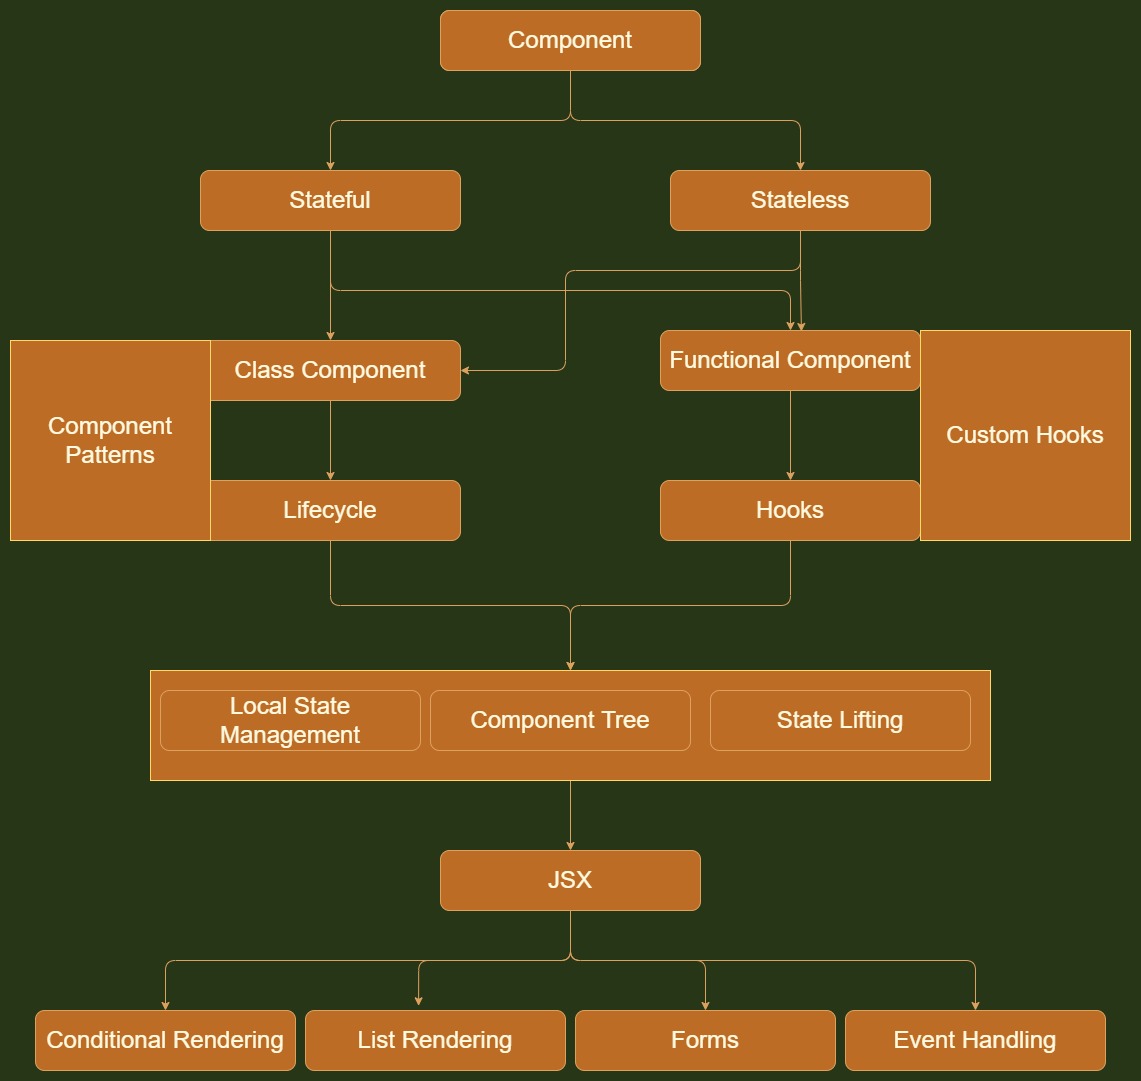 Component
Stateful
Stateless
Class Component
Functional Component
Component
Patterns
Custom Hooks
Lifecycle
Hooks
Local State
Management
Component Tree
State Lifting
JSX
Conditional Rendering
List Rendering
Forms
Event Handling